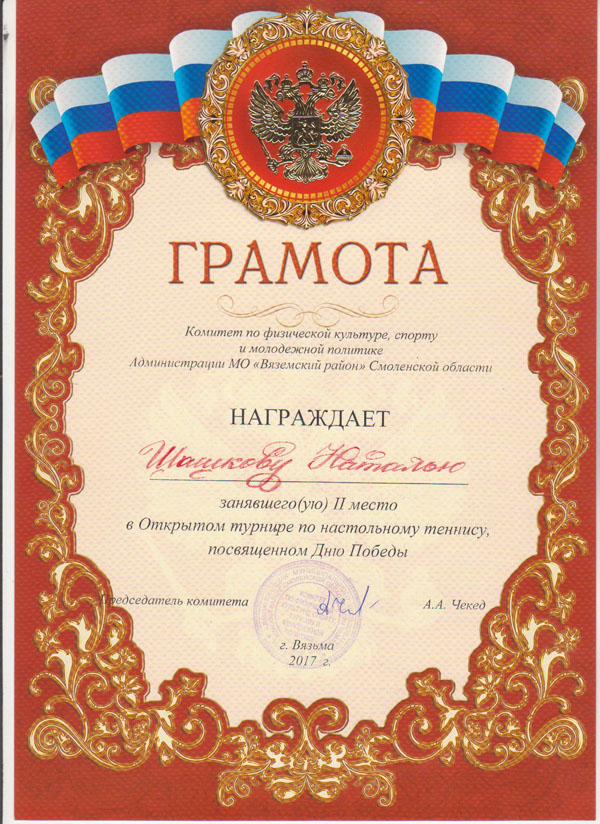 ГРАМОТА
Комитет по физической культуре, спорту
и молодежной политике
Администрации МО «Вяземский район» Смоленской области
НАГРАЖДАЕТ
Шашкову Наталью
занявшего(ую) II место
в Открытом турнире по настольному теннису,
посвященном Дню Победы
Председатель комитета А.А. Чекед
г. Вязьма
2017 г.